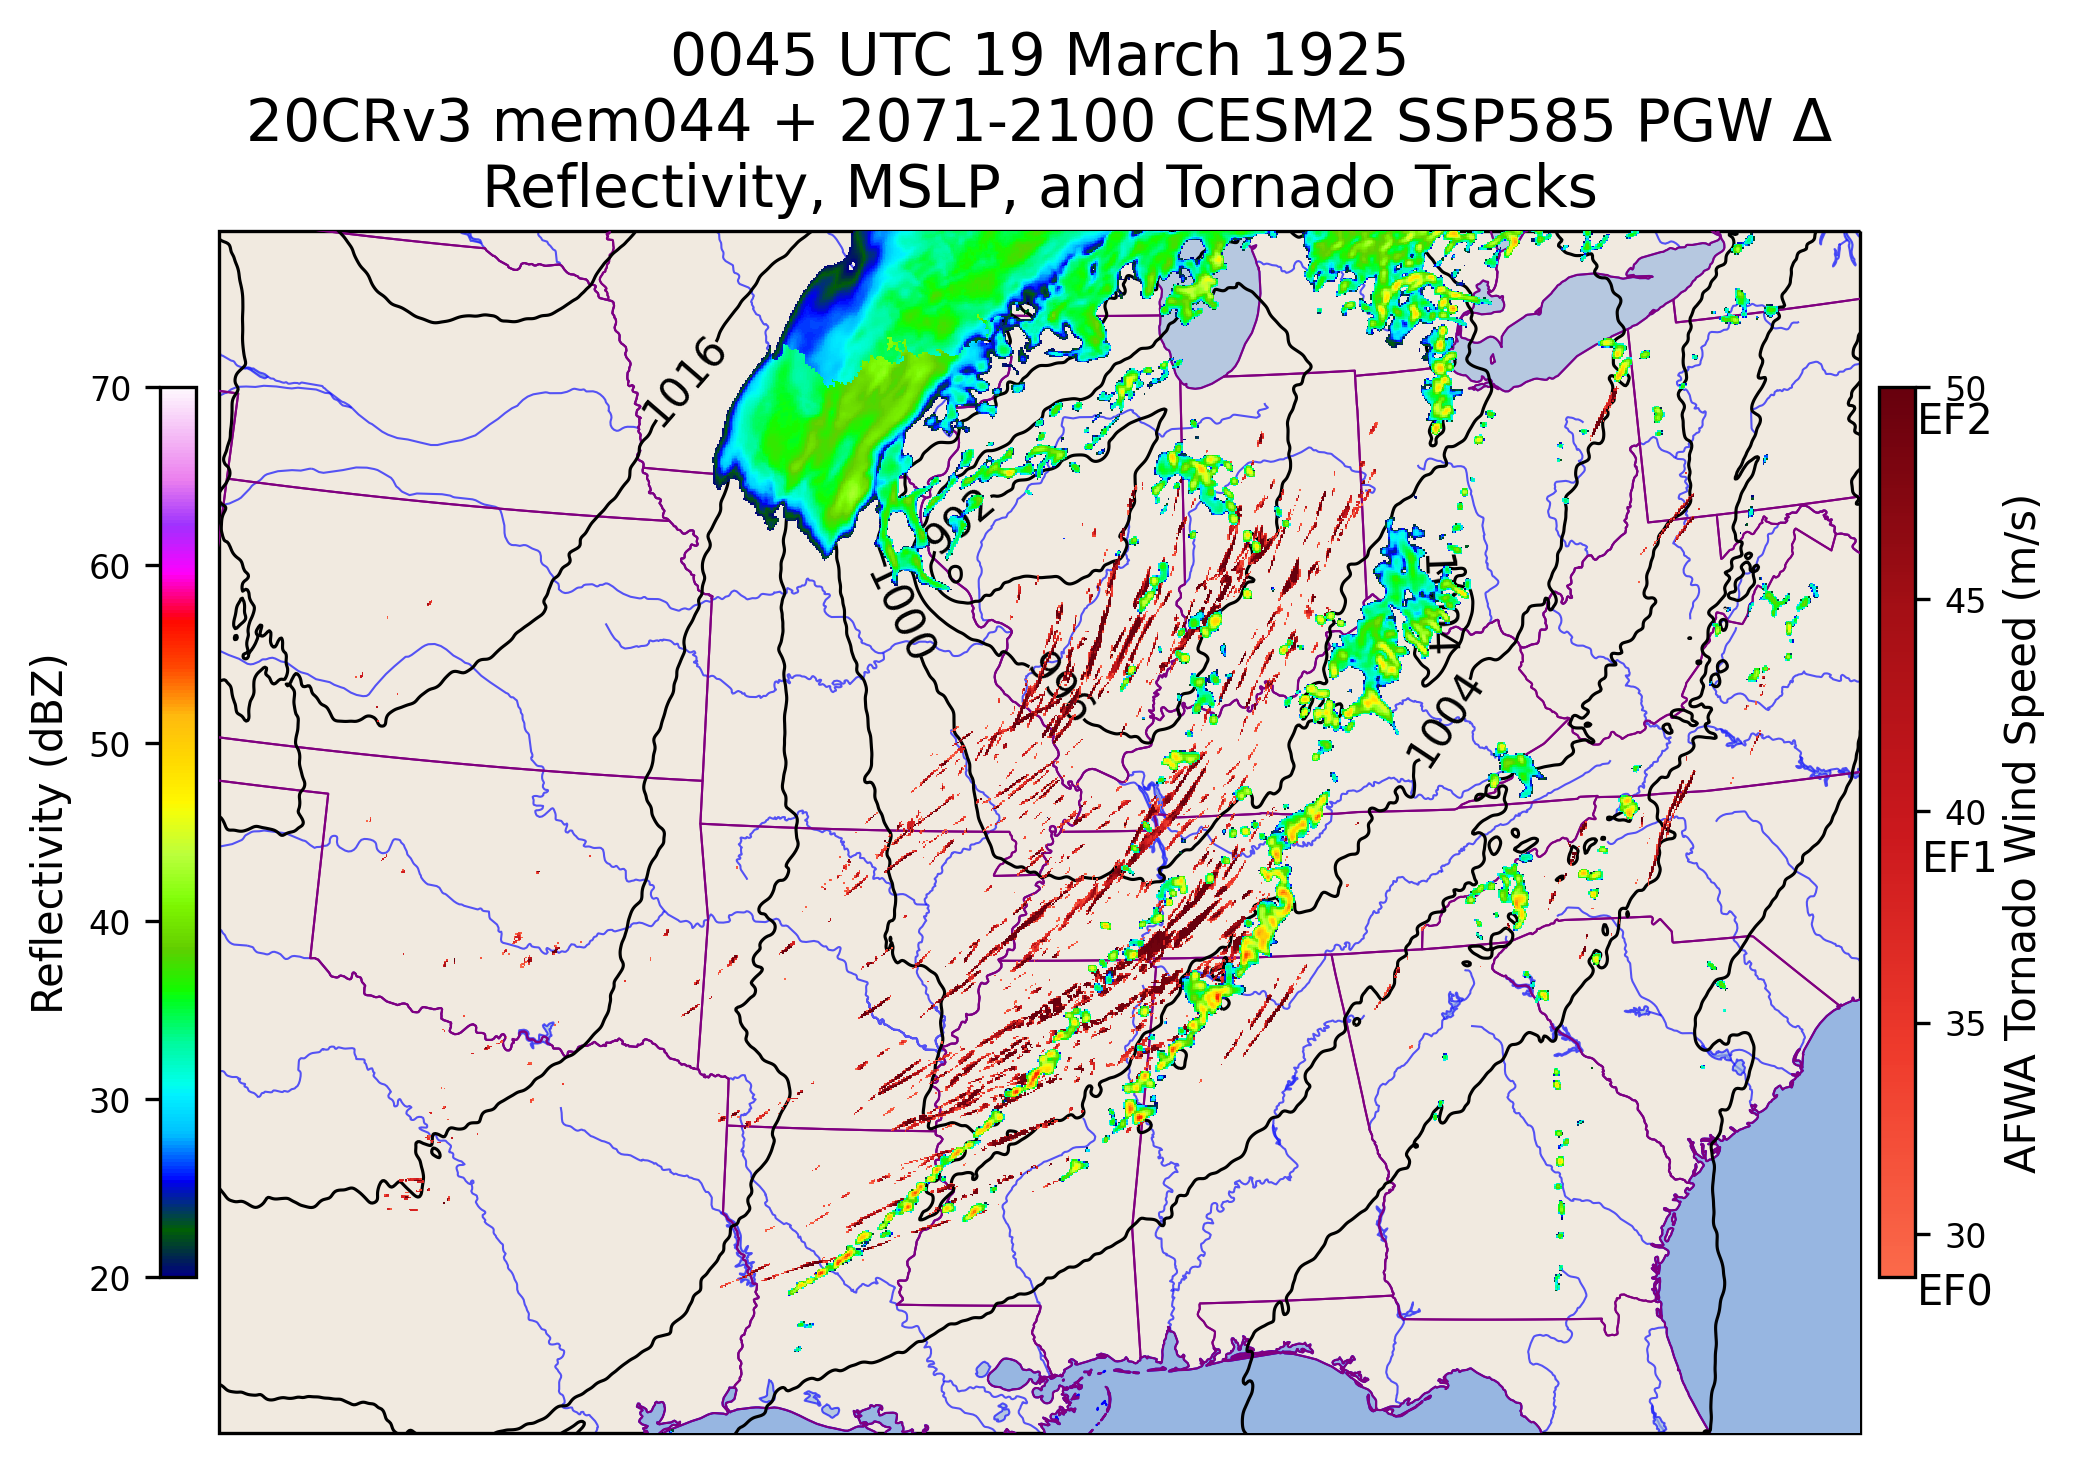 0045 UTC 19 March 1925
20CRv3 mem044 + 2071-2100 CESM2 SSP585 PGW Δ
Reflectivity, MSLP, and Tornado Tracks
70
60
50
40
30
20
Reflectivity (dBZ)
1016
992
1000
996
1004
1004
50
EF2
45
40
EF1
35
30
EF0
AFWA Tornado Wind Speed (m/s)